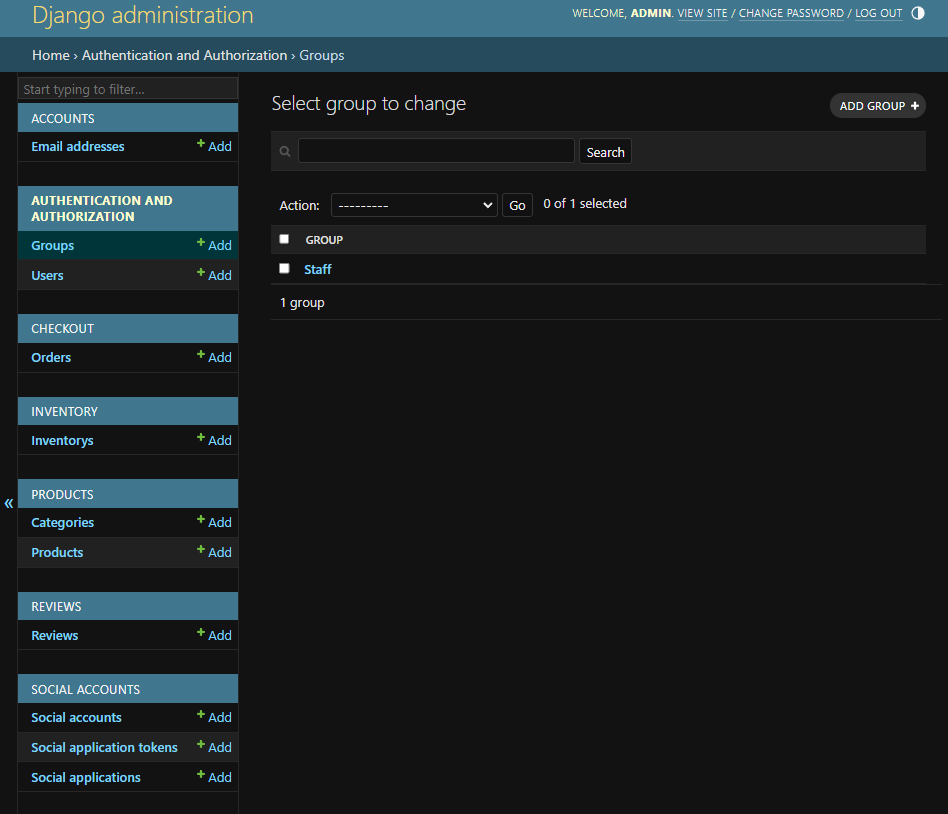 Django administration
WELCOME, ADMIN. VIEW SITE / CHANGE PASSWORD / LOG OUT
Home › Authentication and Authorization › Groups
Start typing to filter...
ACCOUNTS
Email addresses + Add
AUTHENTICATION AND
AUTHORIZATION
Groups + Add
Users + Add
CHECKOUT
Orders + Add
INVENTORY
Inventorys + Add
PRODUCTS
Categories + Add
Products + Add
REVIEWS
Reviews + Add
SOCIAL ACCOUNTS
Social accounts + Add
Social application tokens + Add
Social applications + Add
«
Select group to change
ADD GROUP +
Search
Action: --------- Go 0 of 1 selected
GROUP
Staff
1 group